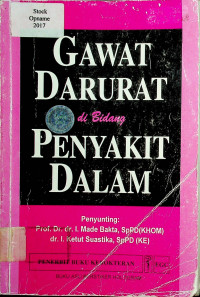 Stock
Opname
2017
GAWAT
DARURAT
di Bidang
PENYAKIT
DALAM
Penyunting:
Prof. Dr. dr. I. Made Bakta, SpPD(KHOM)
dr. I. Ketut Suastika, SpPD (KE)
PENERBIT BUKU KEDOKTERAN